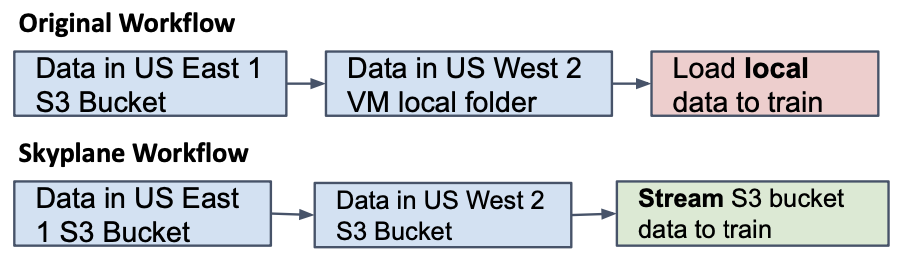 Original Workflow
Data in US East 1
S3 Bucket
Data in US West 2
VM local folder
Load local
data to train
Skyplane Workflow
Data in US East
1 S3 Bucket
Data in US West 2
S3 Bucket
Stream S3 bucket
data to train